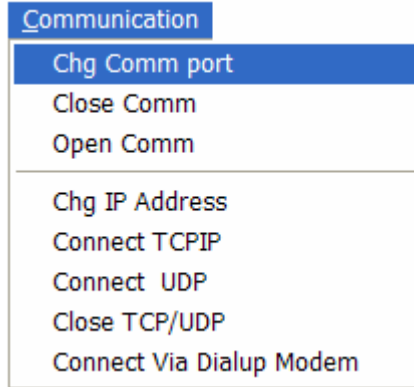 Communication
Chg Comm port
Close Comm
Open Comm
Chg IP Address
Connect TCPIP
Connect  UDP
Close TCP/UDP
Connect Via Dialup Modem